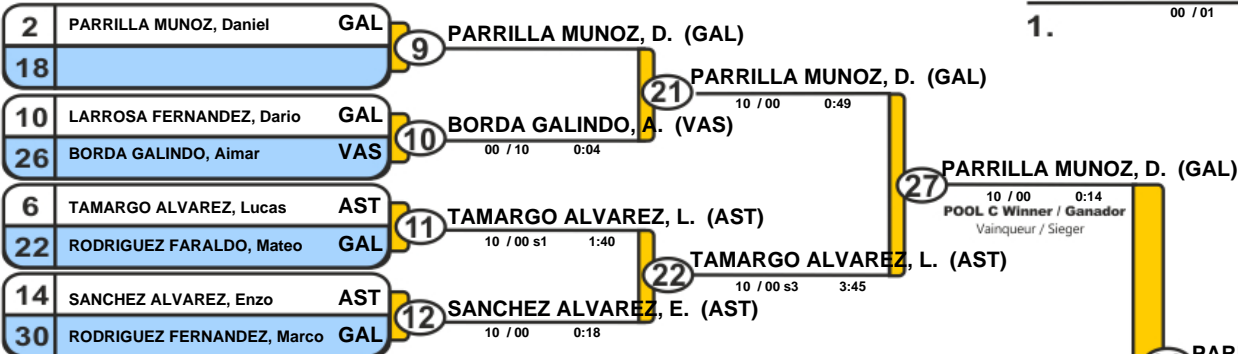 2 PARRILLA MUNOZ, Daniel GAL
18
9 PARRILLA MUNOZ, D. (GAL)
10 LARROSA FERNANDEZ, Dario GAL
26 BORDA GALINDO, Aimar VAS
10 BORDA GALINDO, A. (VAS)
00 / 10 0:04
21 PARRILLA MUNOZ, D. (GAL)
10 / 00 0:49
6 TAMARGO ALVAREZ, Lucas AST
22 RODRIGUEZ FARALDO, Mateo GAL
11 TAMARGO ALVAREZ, L. (AST)
10 / 00 s1 1:40
14 SANCHEZ ALVAREZ, Enzo AST
30 RODRIGUEZ FERNANDEZ, Marco GAL
12 SANCHEZ ALVAREZ, E. (AST)
10 / 00 0:18
22 TAMARGO ALVAREZ, L. (AST)
10 / 00 s3 3:45
27 PARRILLA MUNOZ, D. (GAL)
10 / 00 0:14
POOL C Winner / Ganador
Vainqueur / Sieger
00 / 01
1.